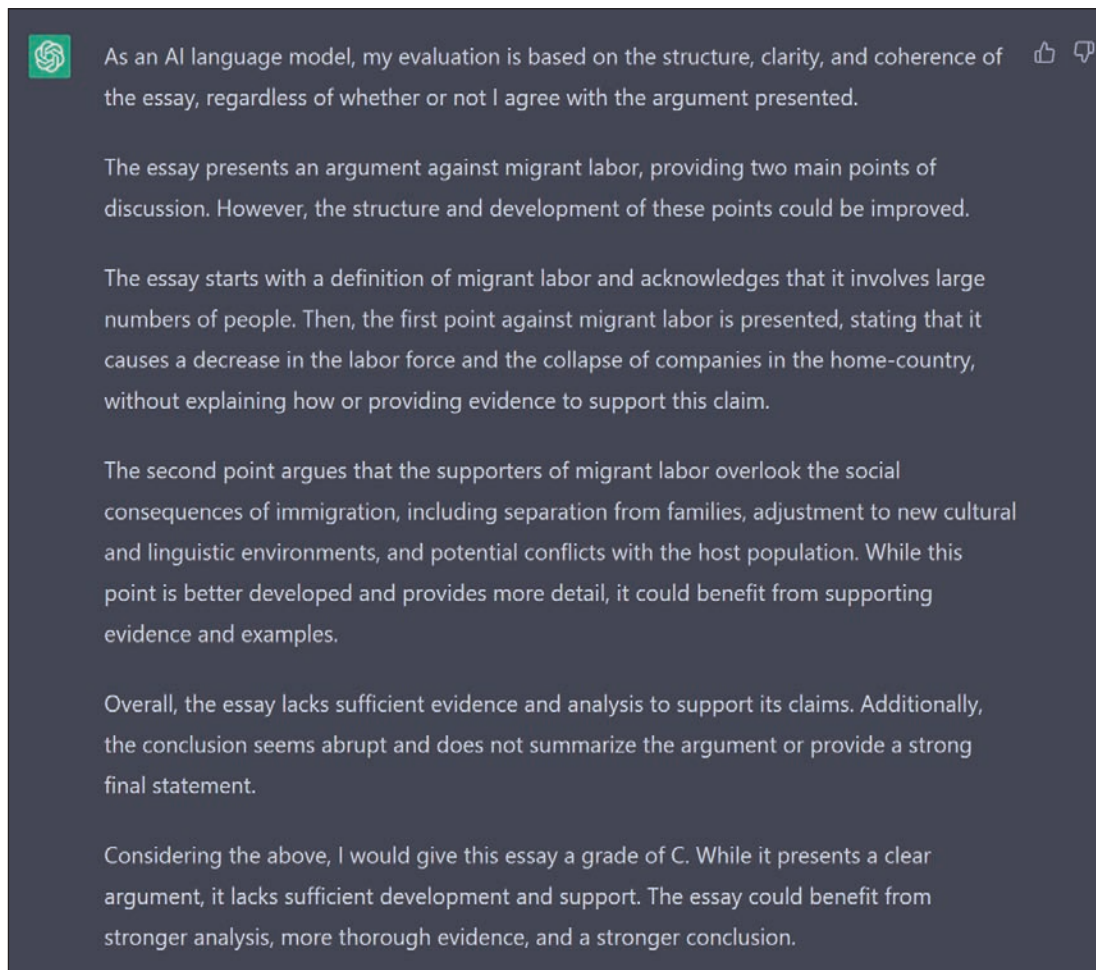 As an AI language model, my evaluation is based on the structure, clarity, and coherence of
the essay, regardless of whether or not I agree with the argument presented.
The essay presents an argument against migrant labor, providing two main points of
discussion. However, the structure and development of these points could be improved.
The essay starts with a definition of migrant labor and acknowledges that it involves large
numbers of people. Then, the first point against migrant labor is presented, stating that it
causes a decrease in the labor force and the collapse of companies in the home-country,
without explaining how or providing evidence to support this claim.
The second point argues that the supporters of migrant labor overlook the social
consequences of immigration, including separation from families, adjustment to new cultural
and linguistic environments, and potential conflicts with the host population. While this
point is better developed and provides more detail, it could benefit from supporting
evidence and examples.
Overall, the essay lacks sufficient evidence and analysis to support its claims. Additionally,
the conclusion seems abrupt and does not summarize the argument or provide a strong
final statement.
Considering the above, I would give this essay a grade of C. While it presents a clear
argument, it lacks sufficient development and support. The essay could benefit from
stronger analysis, more thorough evidence, and a stronger conclusion.